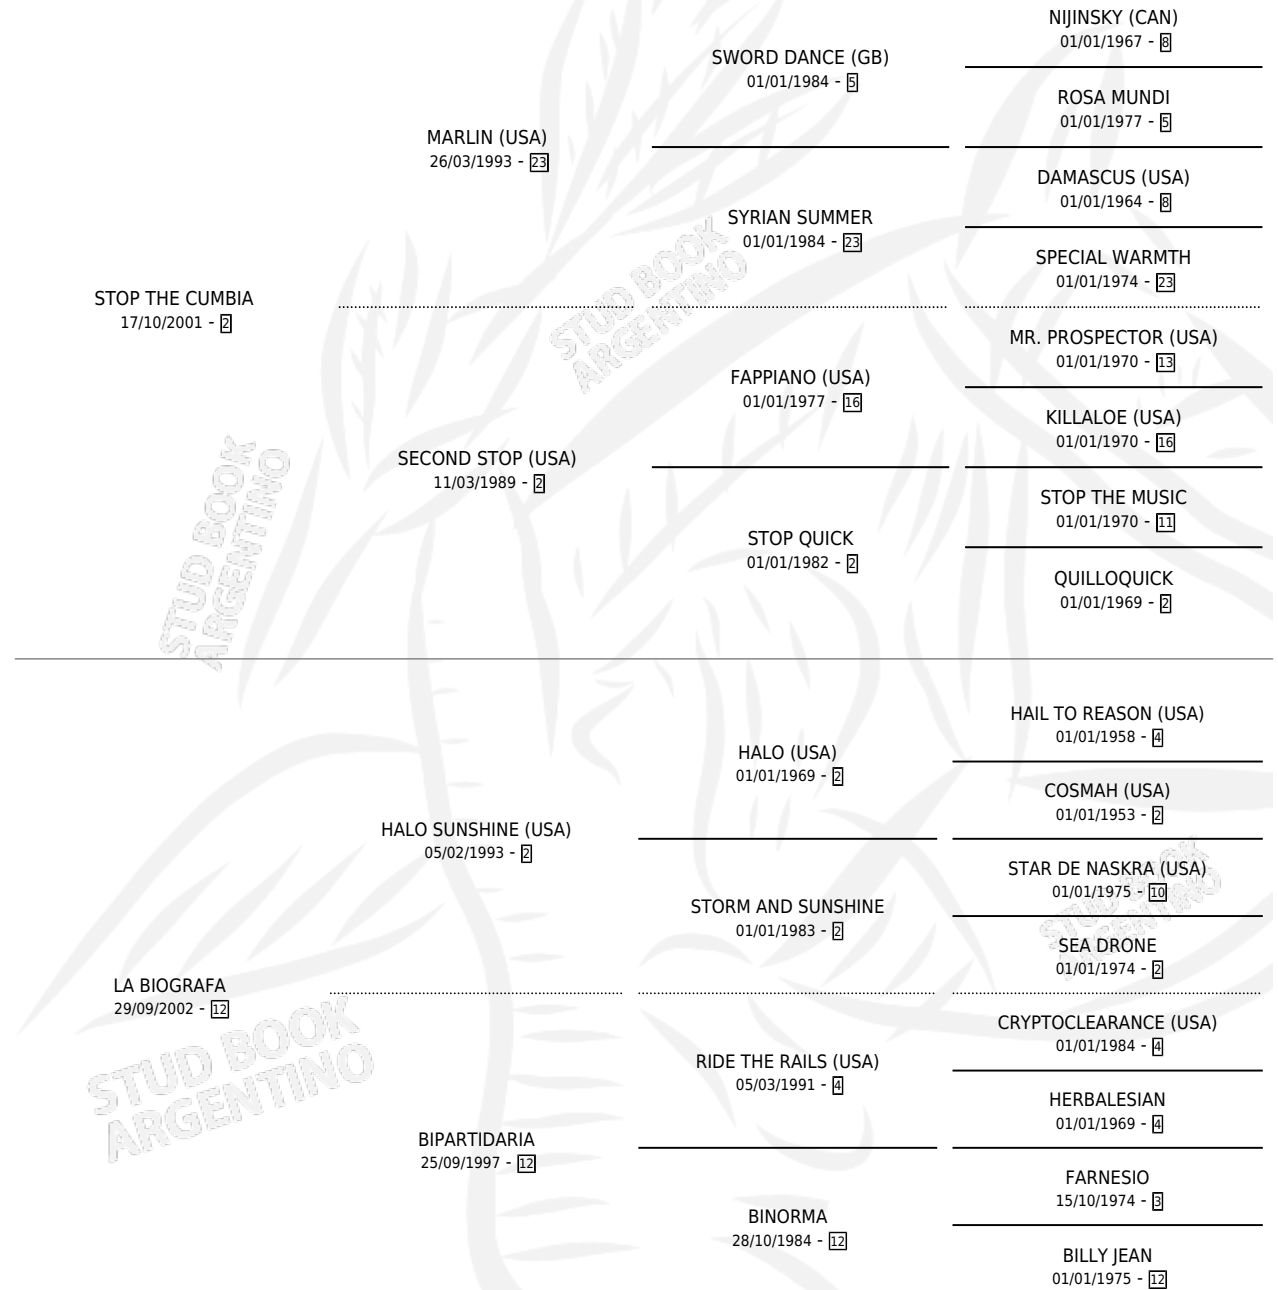 NIJINSKY (CAN)
01/01/1967 - 8
SWORD DANCE (GB)
01/01/1984 - 5
ROSA MUNDI
01/01/1977 - 5
MARLIN (USA)
26/03/1993 - 23
DAMASCUS (USA)
01/01/1964 - 8
SYRIAN SUMMER
01/01/1984 - 23
SPECIAL WARMTH
01/01/1974 - 23
STOP THE CUMBIA
17/10/2001 - 2
MR. PROSPECTOR (USA)
01/01/1970 - 13
FAPPIANO (USA)
01/01/1977 - 16
KILLALOE (USA)
01/01/1970 - 16
SECOND STOP (USA)
11/03/1989 - 2
STOP THE MUSIC
01/01/1970 - 11
STOP QUICK
01/01/1982 - 2
QUILLOQUICK
01/01/1969 - 2
HAIL TO REASON (USA)
01/01/1958 - 4
HALO (USA)
01/01/1969 - 2
COSMAH (USA)
01/01/1953 - 2
HALO SUNSHINE (USA)
05/02/1993 - 2
STAR DE NASKRA (USA)
01/01/1975 - 10
STORM AND SUNSHINE
01/01/1983 - 2
SEA DRONE
01/01/1974 - 2
LA BIOGRAFA
29/09/2002 - 12
CRYPTOCLEARANCE (USA)
01/01/1984 - 4
RIDE THE RAILS (USA)
05/03/1991 - 4
HERBALESIAN
01/01/1969 - 4
BIPARTIDARIA
25/09/1997 - 12
FARNESIO
15/10/1974 - 3
BINORMA
28/10/1984 - 12
BILLY JEAN
01/01/1975 - 12
STUD BOOK
ARGENTINO
STUD BOOK
ARGENTINO
STUD BOOK
ARGENTINO
STUD BOOK
ARGENTINO